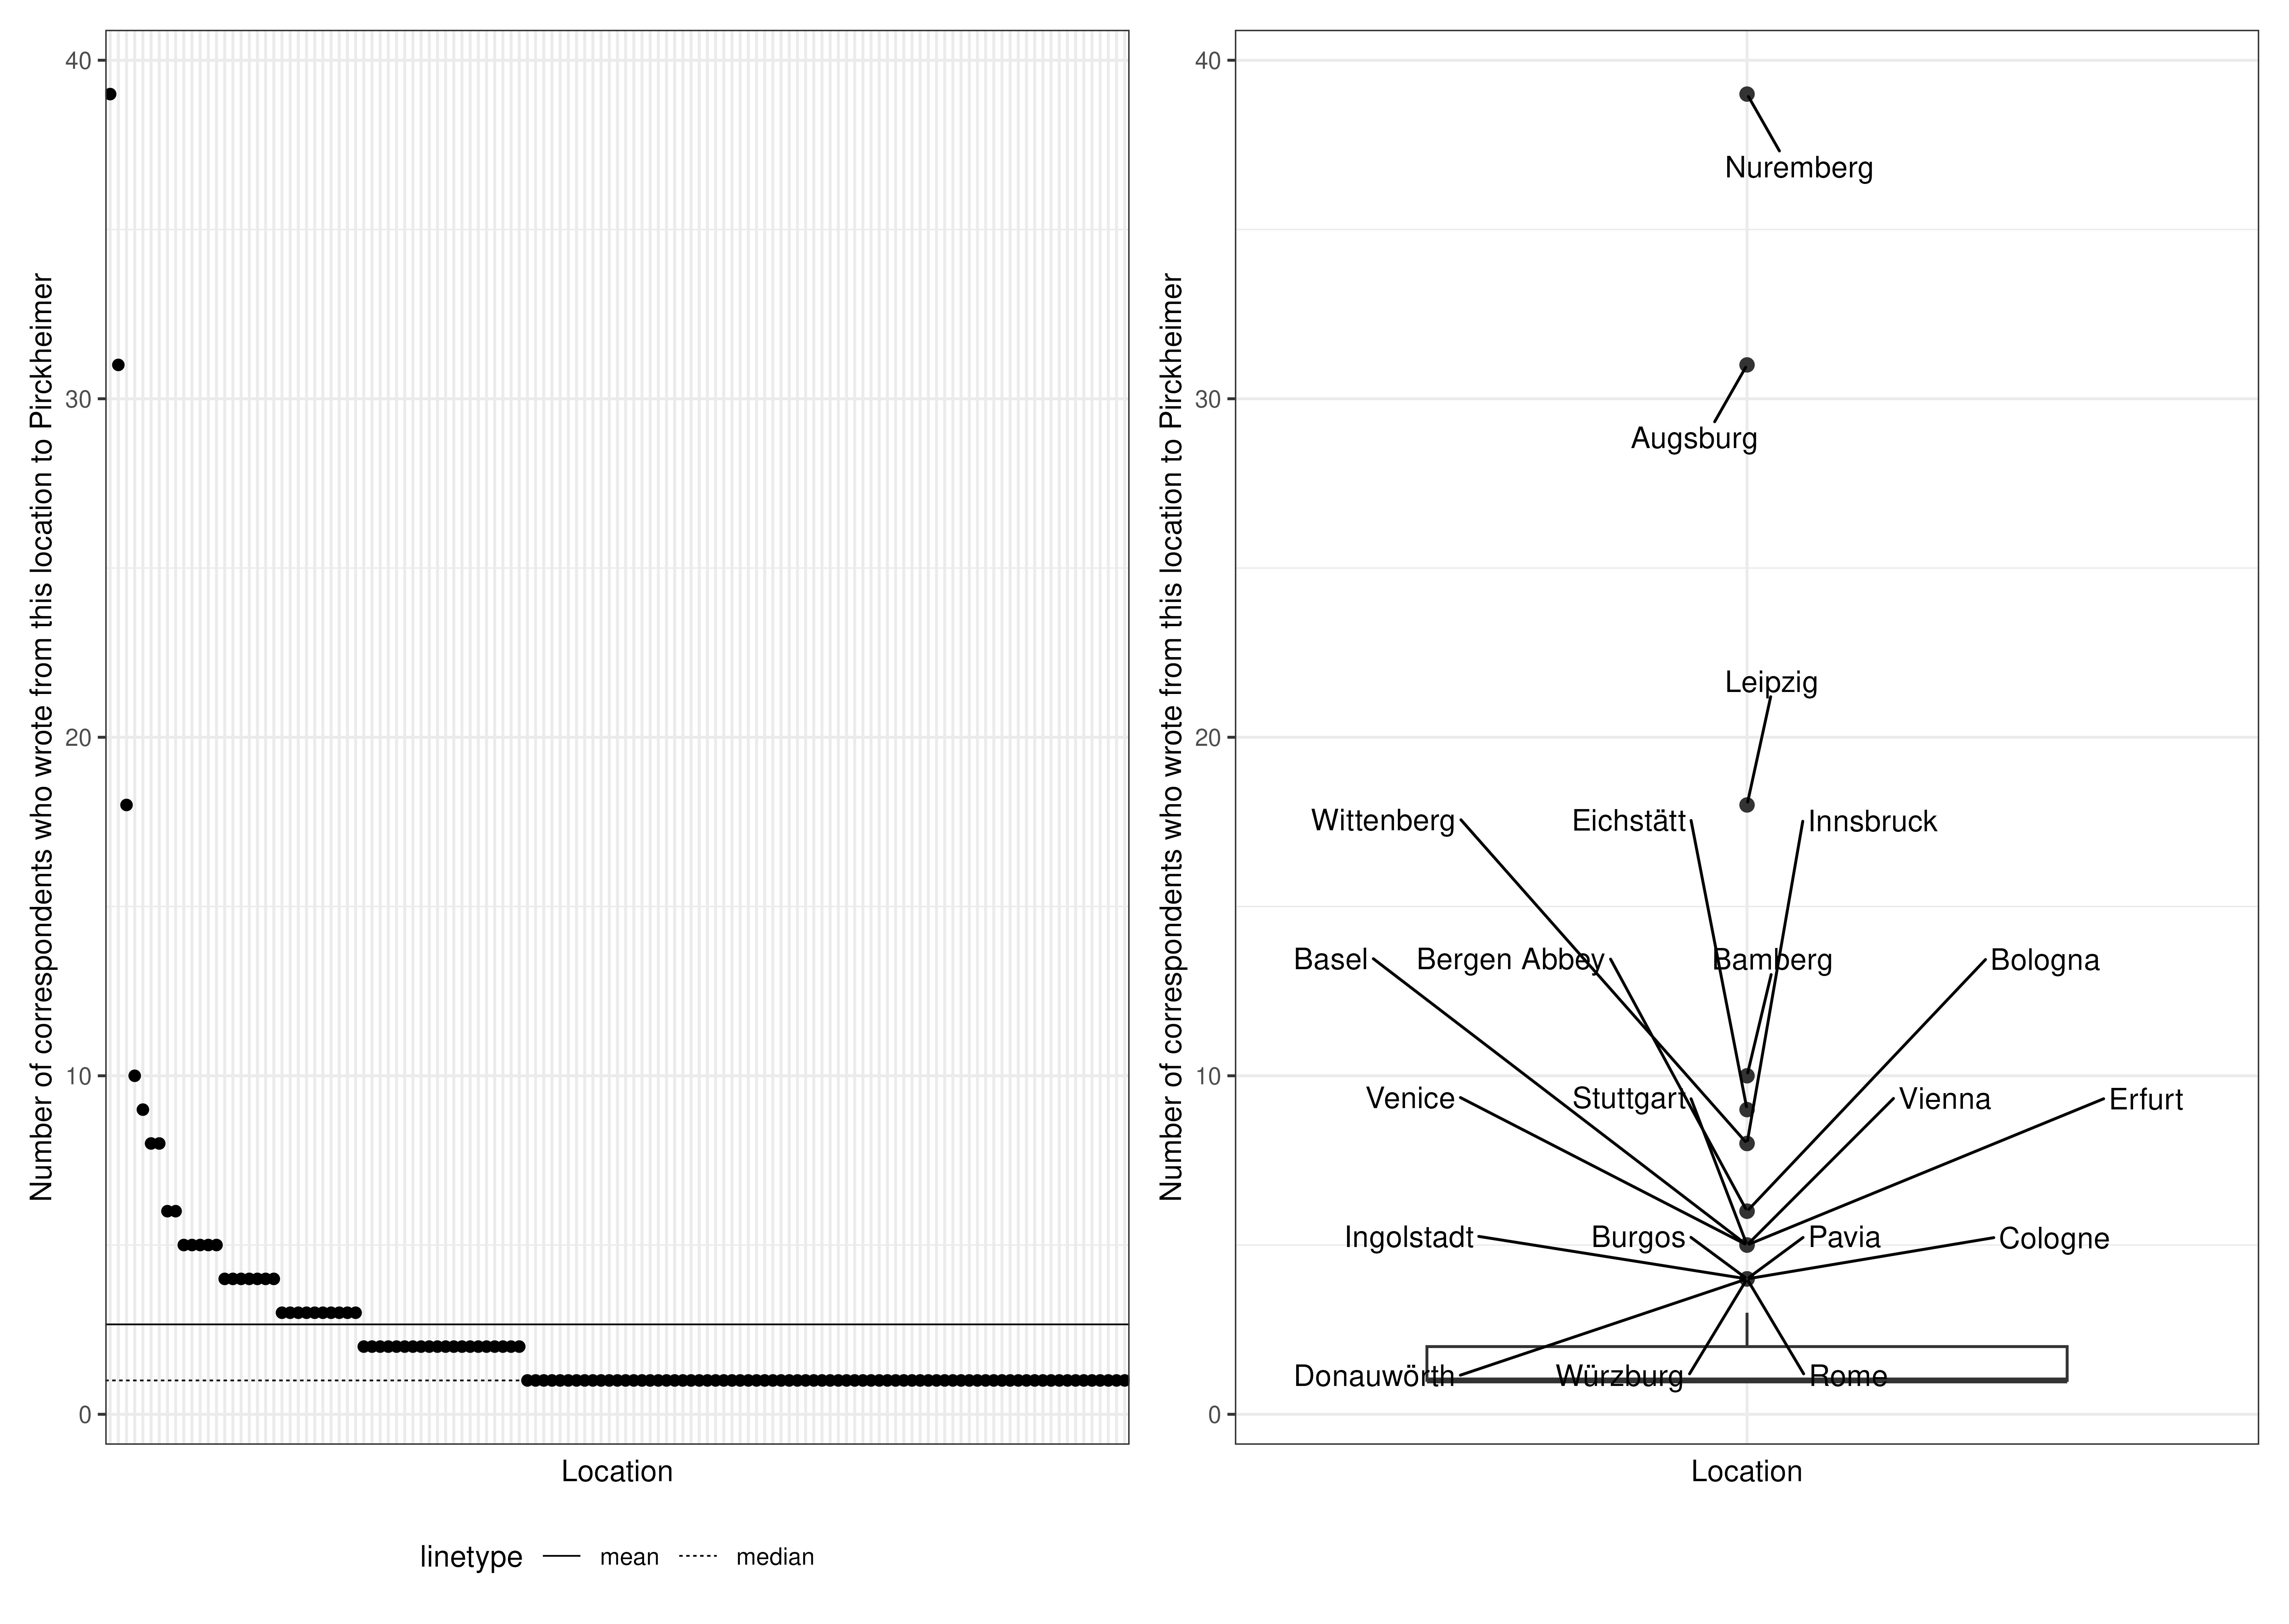 Number of correspondents who wrote from this location to Pirckheimer
40
30
20
10
0
Location
linetype mean median
Number of correspondents who wrote from this location to Pirckheimer
40
30
20
10
0
Nuremberg
Augsburg
Leipzig
Wittenberg Eichstätt Innsbruck
Basel Bergen Abbey Bamberg Bologna
Venice Stuttgart Vienna Erfurt
Ingolstadt Burgos Pavia Cologne
Donauwörth Würzburg Rome
Location